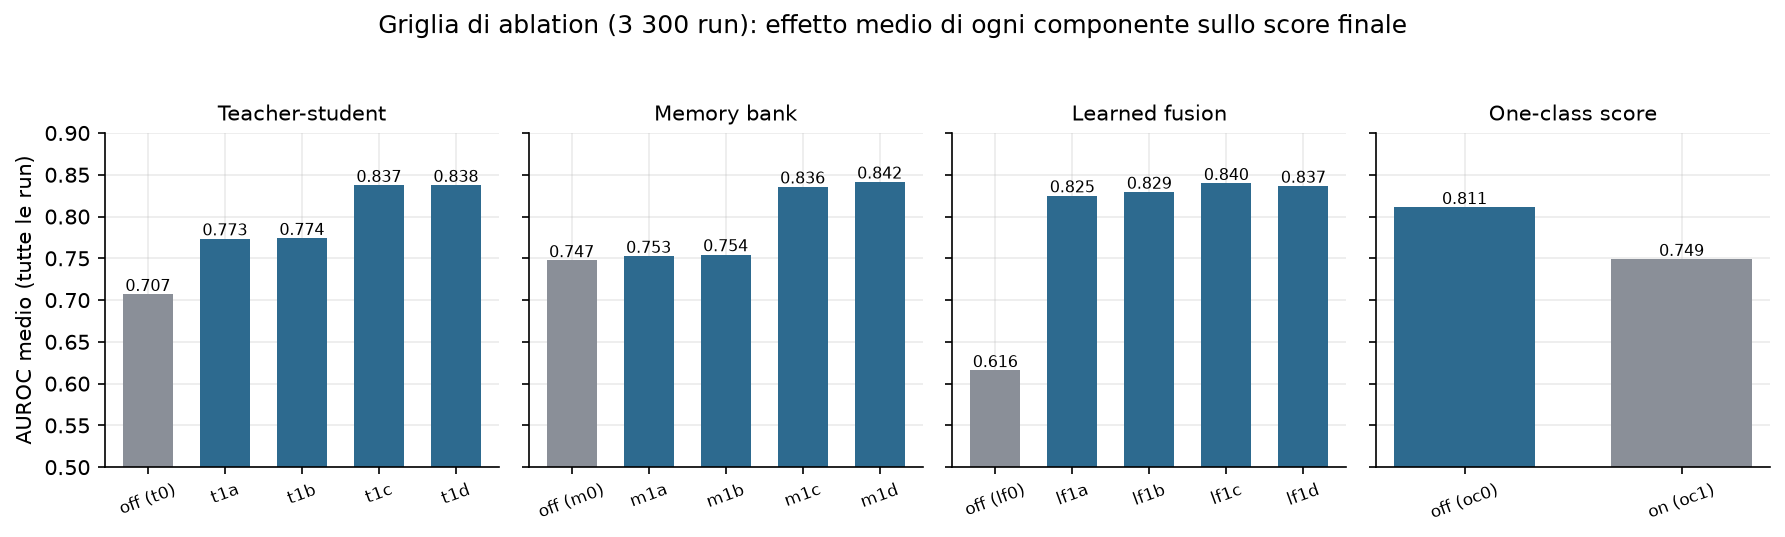 Griglia di ablation (3 300 run): effetto medio di ogni componente sullo score finale
Teacher-student
Memory bank
Learned fusion
One-class score
AUROC medio (tutte le run)
0.90
0.85
0.80
0.75
0.70
0.65
0.60
0.55
0.50
0.707
0.773
0.774
0.837
0.838
off (t0)
t1a
t1b
t1c
t1d
0.747
0.753
0.754
0.836
0.842
off (m0)
m1a
m1b
m1c
m1d
0.616
0.825
0.829
0.840
0.837
off (lf0)
lf1a
lf1b
lf1c
lf1d
0.811
0.749
off (oc0)
on (oc1)